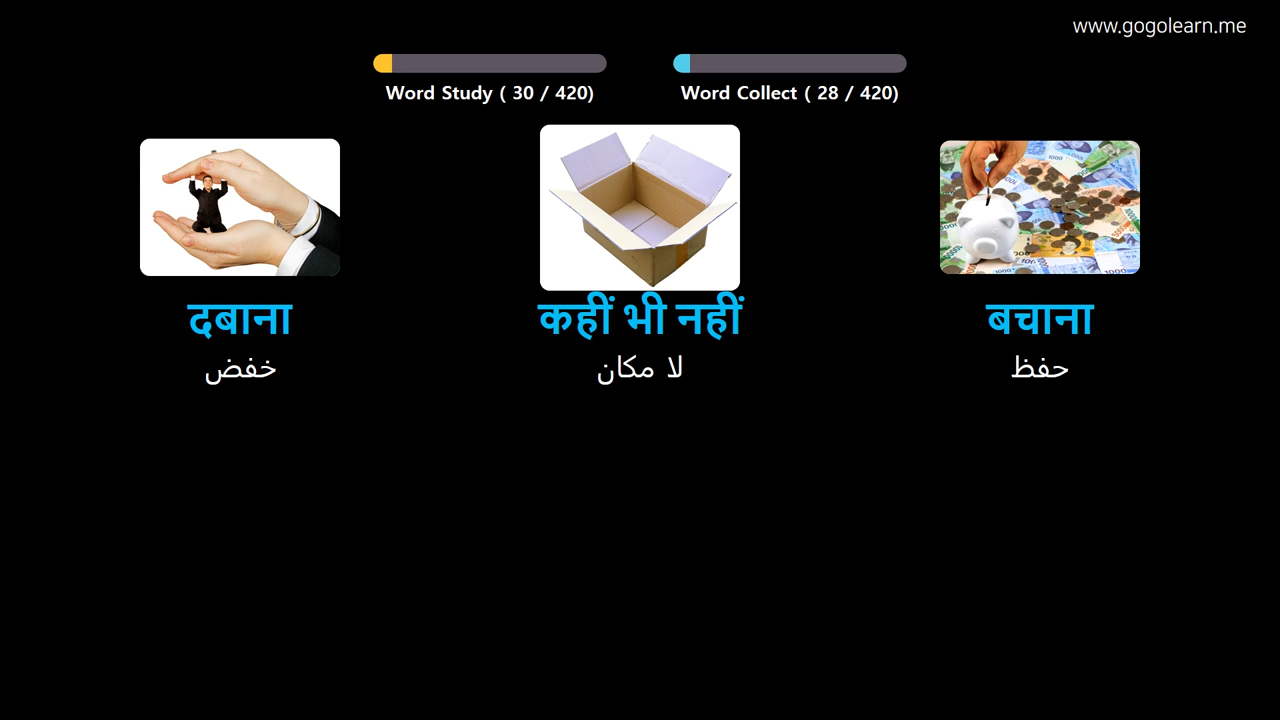 www.gogolearn.me
Word Study ( 30 / 420)
Word Collect ( 28 / 420)
दबाना
कहीं भी नहीं
बचाना
خفض
لا مكان
حفظ